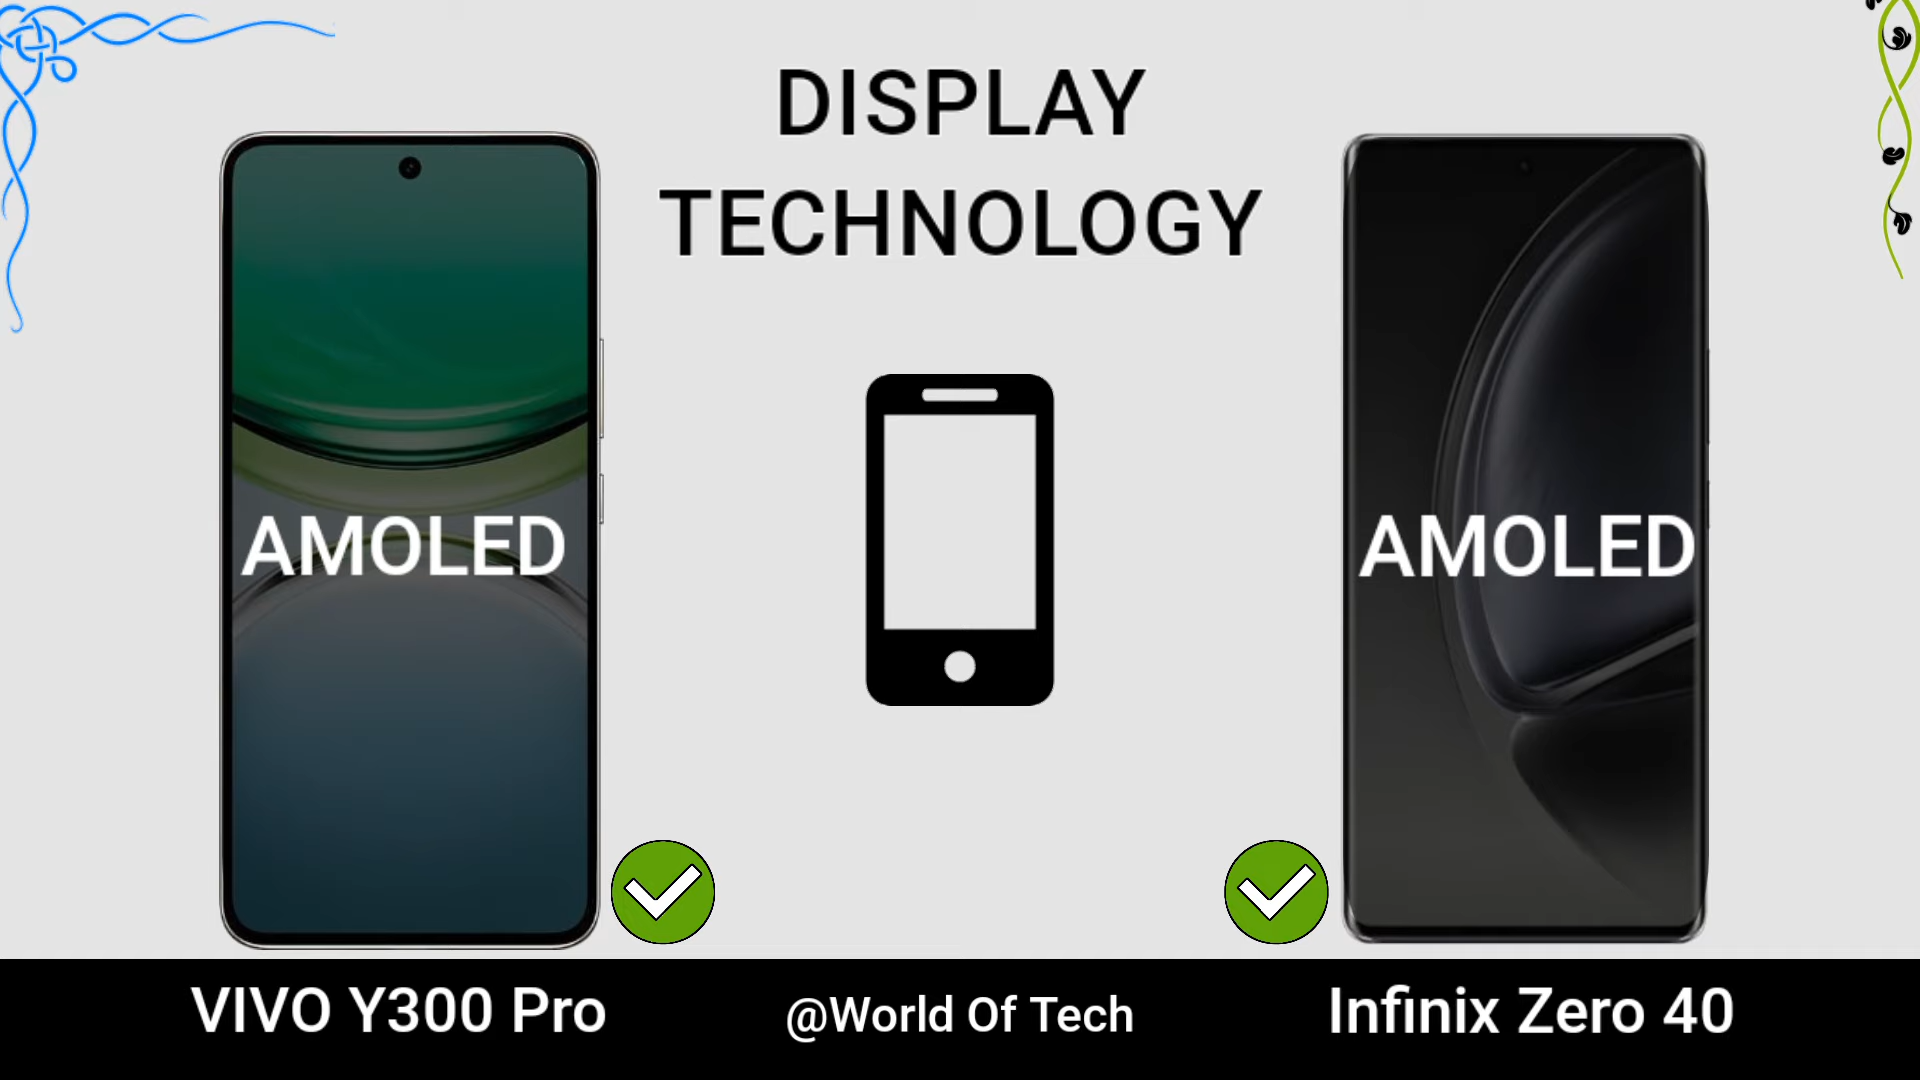 DISPLAY
TECHNOLOGY
AMOLED
AMOLED
VIVO Y300 Pro
@World Of Tech
Infinix Zero 40